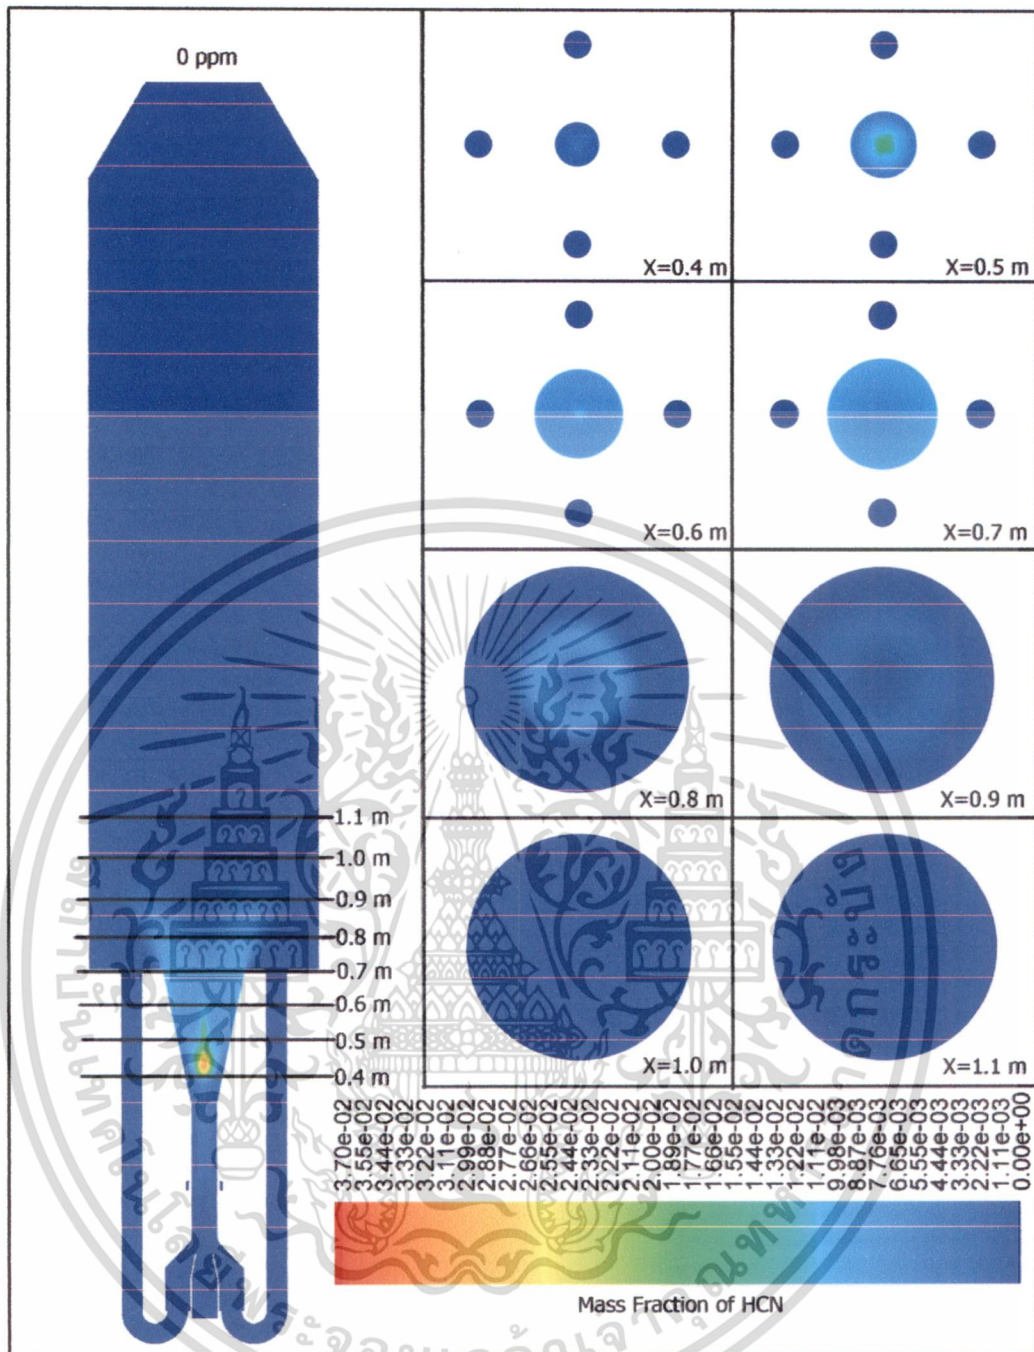 0 ppm
X=0.4 m
X=0.5 m
X=0.6 m
X=0.7 m
X=0.8 m
X=0.9 m
X=1.0 m
X=1.1 m
1.1 m
1.0 m
0.9 m
0.8 m
0.7 m
0.6 m
0.5 m
0.4 m
3.70e-02
3.55e-02
3.44e-02
3.33e-02
3.22e-02
3.11e-02
2.99e-02
2.88e-02
2.77e-02
2.66e-02
2.55e-02
2.44e-02
2.33e-02
2.22e-02
2.11e-02
2.00e-02
1.89e-02
1.77e-02
1.66e-02
1.55e-02
1.44e-02
1.22e-02
1.11e-02
9.98e-03
8.87e-03
7.76e-03
6.65e-03
5.55e-03
4.44e-03
3.33e-03
2.22e-03
1.11e-03
0.00e+00
Mass Fraction of HCN